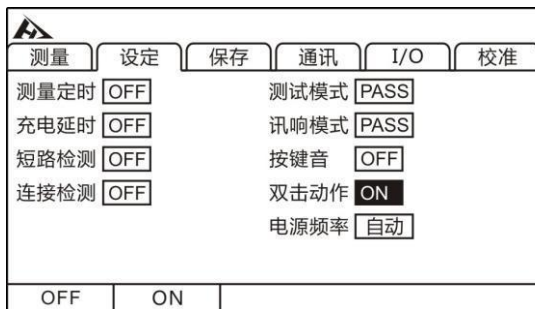 测量 设定 保存 通讯 I/O 校准
测量定时 OFF 测试模式 PASS
充电延时 OFF 讯响模式 PASS
短路检测 OFF 按键音 OFF
连接检测 OFF 双击动作 ON
电源频率 自动
OFF ON